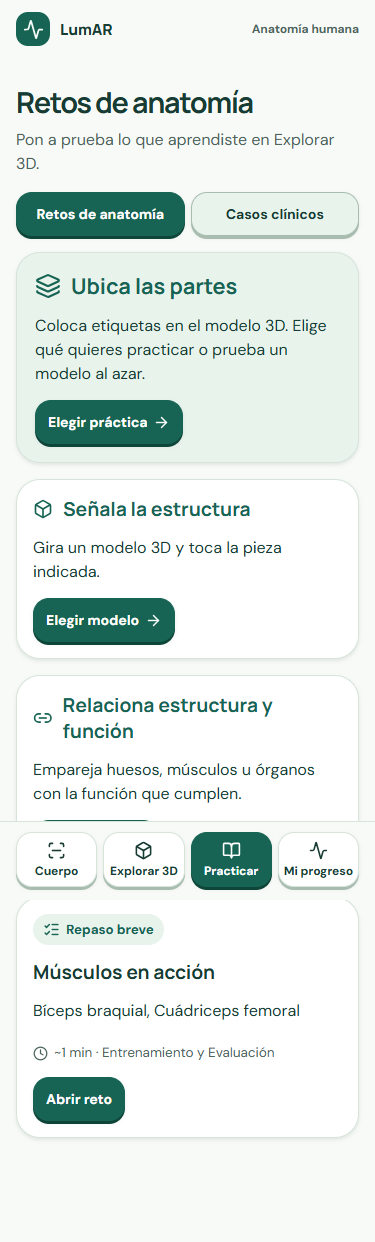 LumAR
Anatomía humana
Retos de anatomía
Pon a prueba lo que aprendiste en Explorar
3D.
Retos de anatomía
Casos clínicos
Ubica las partes
Coloca etiquetas en el modelo 3D. Elige
qué quieres practicar o prueba un
modelo al azar.
Elegir práctica →
Señala la estructura
Gira un modelo 3D y toca la pieza
indicada.
Elegir modelo →
Relaciona estructura y
función
Empareja huesos, músculos u órganos
con la función que cumplen.
Cuerpo
Explorar 3D
Practicar
Mi progreso
Repaso breve
Músculos en acción
Bíceps braquial, Cuádriceps femoral
~1 min · Entrenamiento y Evaluación
Abrir reto